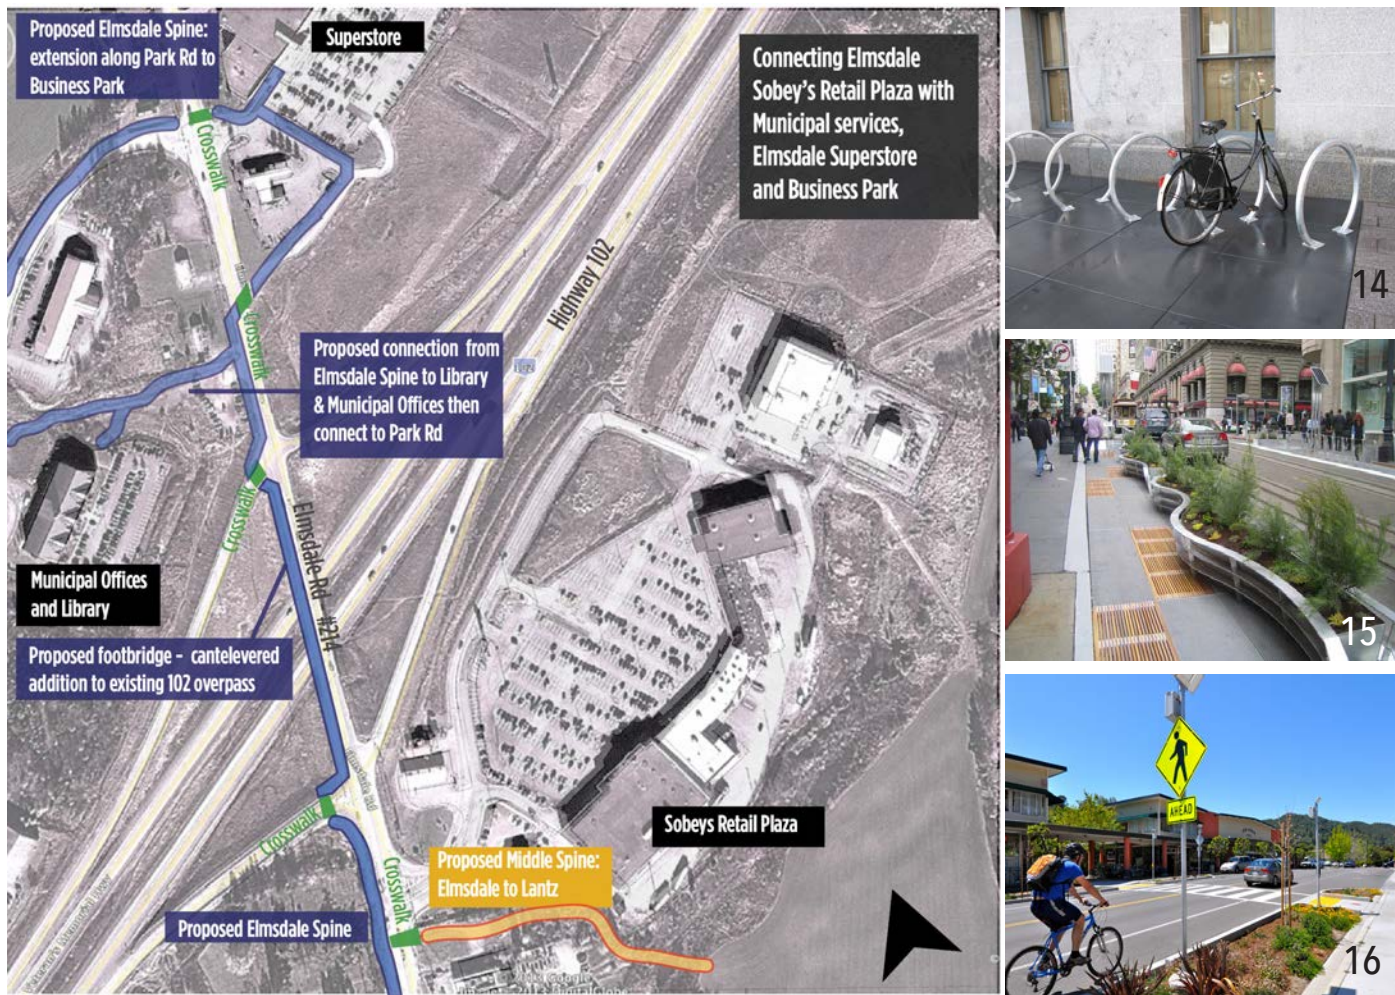 Proposed Elmsdale Spine:
extension along Park Rd to
Business Park
Superstore
Connecting Elmsdale
Sobey's Retail Plaza with
Municipal services,
Elmsdale Superstore
and Business Park
Crosswalk
Highway 102
Crosswalk
Proposed connection from
Elmsdale Spine to Library
& Municipal Offices then
connect to Park Rd
Crosswalk
Elmsdale Rd #214
Municipal Offices
and Library
Proposed footbridge - cantelevered
addition to existing 102 overpass
Elmsdale Rd
Crosswalk
Sobeys Retail Plaza
Proposed Middle Spine:
Elmsdale to Lantz
Crosswalk
Proposed Elmsdale Spine
14
15
AHEAD
16